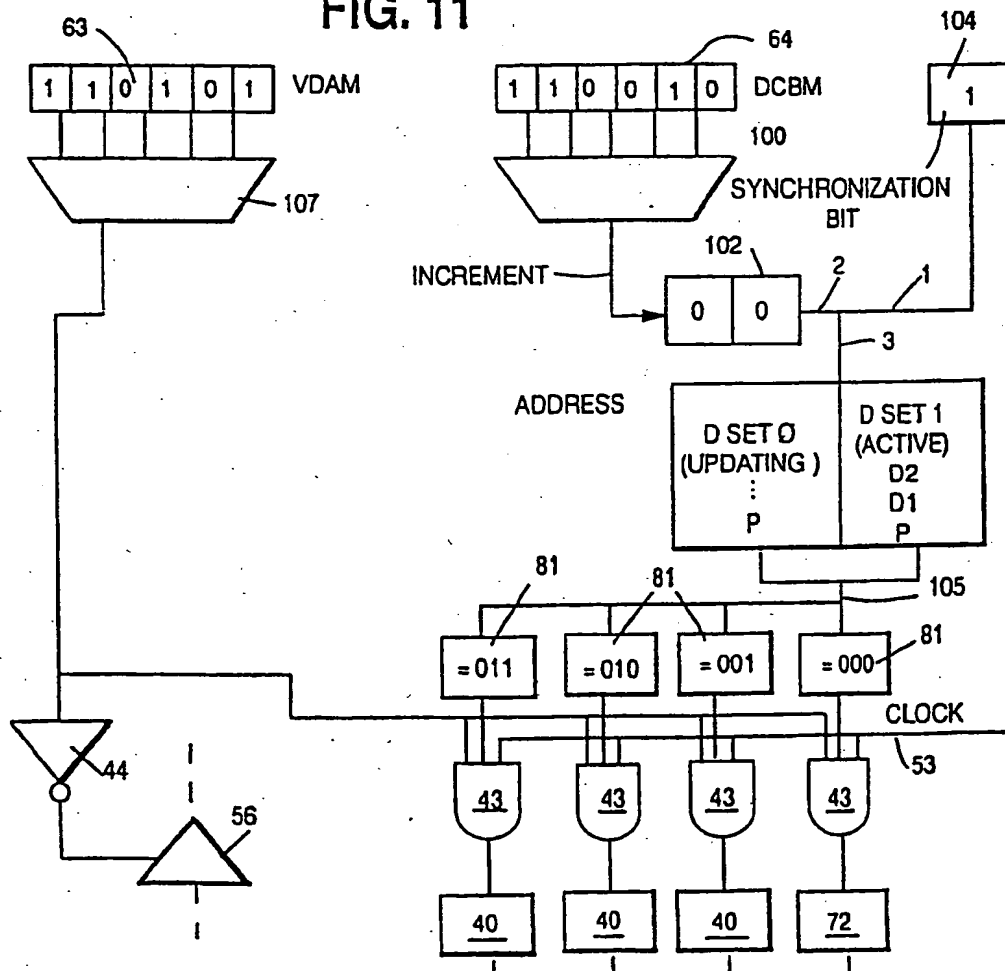 FIG. 11
63
64
104
1 1 0 1 0 1
VDAM
1 1 0 0 1 0
DCBM
1
100
107
SYNCHRONIZATION
BIT
102
INCREMENT
2
1
0 0
3
ADDRESS
D SET 0
(UPDATING )
⋮
P
D SET 1
(ACTIVE)
D2
D1
P
81
81
105
81
=011
=010
=001
=000
CLOCK
53
44
43
43
43
43
56
40
40
40
72